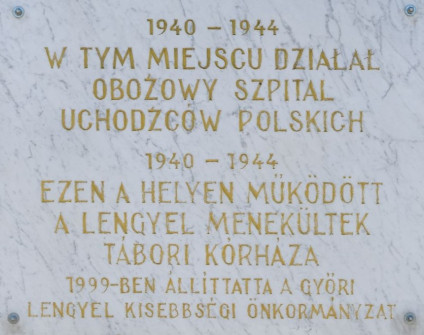 1940 – 1944
W TYM MIEJSCU DZIAŁAŁ
OBOZOWY SZPITAL
UCHODŹCÓW POLSKICH
1940 – 1944
EZEN A HELYEN MŰKÖDÖTT
A LENGYEL MENEKÜLTEK
TÁBORI KÓRHÁZA
1999-BEN ÁLLÍTTATTA A GYŐRI
LENGYEL KISEBBSÉGI ÖNKORMÁNYZAT